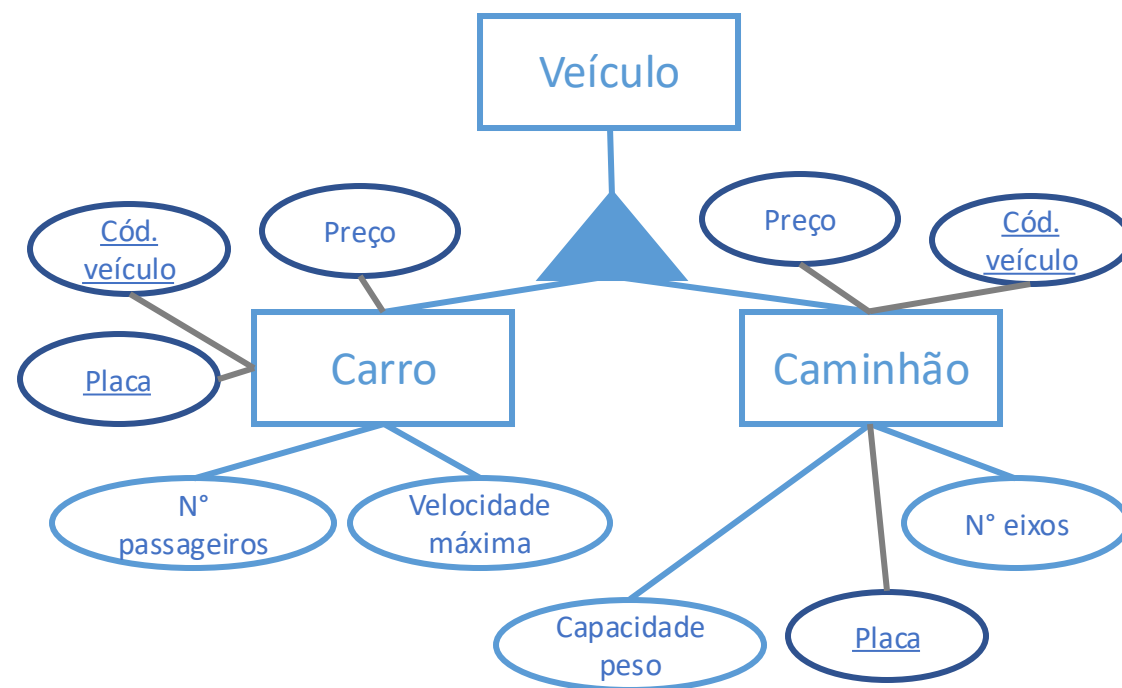 Veículo
Cód.
veículo
Preço
Preço
Cód.
veículo
Placa
Carro
Caminhão
N°
passageiros
Velocidade
máxima
N° eixos
Capacidade
peso
Placa